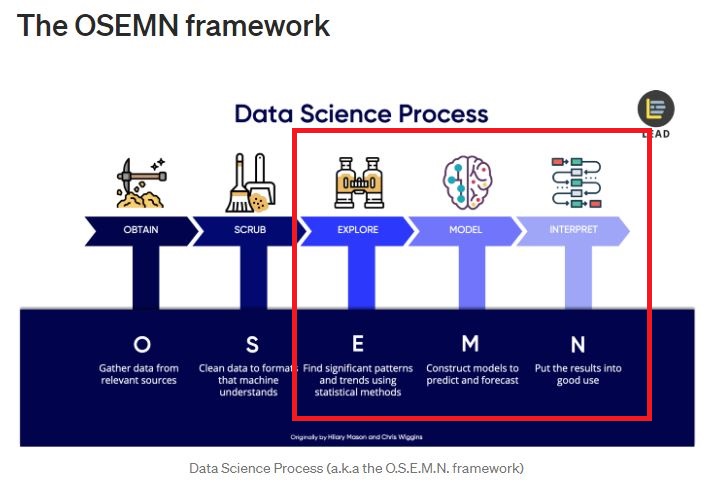 The OSEMN framework
Data Science Process
LEAD
OBTAIN
SCRUB
EXPLORE
MODEL
INTERPRET
O
S
E
M
N
Gather data from
relevant sources
Clean data to formats
that machine
understands
Find significant patterns
and trends using
statistical methods
Construct models to
predict and forecast
Put the results into
good use
Originally by Hilary Mason and Chris Wiggins
Data Science Process (a.k.a the O.S.E.M.N. framework)